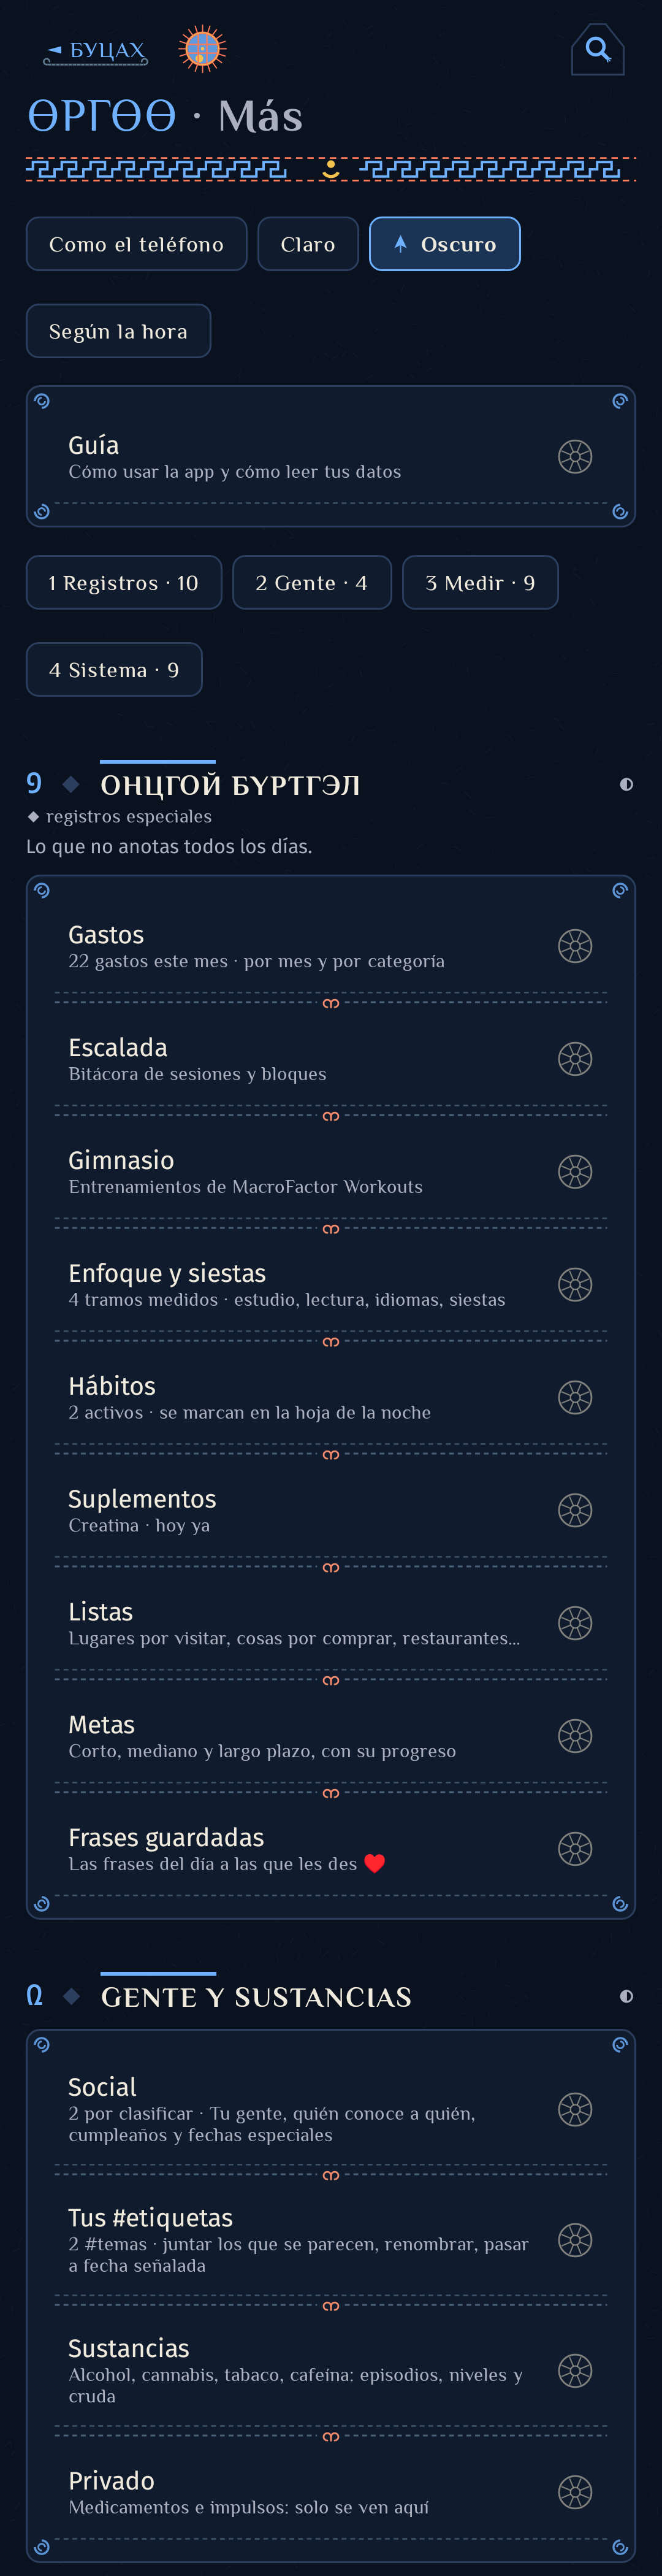 ◄ БУЦАХ
ӨРГӨӨ · Más
Como el teléfono
Claro
Oscuro
Según la hora
Guía
Cómo usar la app y cómo leer tus datos
1 Registros · 10
2 Gente · 4
3 Medir · 9
4 Sistema · 9
ОНЦГОЙ БҮРТГЭЛ
◆ registros especiales
Lo que no anotas todos los días.
Gastos
22 gastos este mes · por mes y por categoría
Escalada
Bitácora de sesiones y bloques
Gimnasio
Entrenamientos de MacroFactor Workouts
Enfoque y siestas
4 tramos medidos · estudio, lectura, idiomas, siestas
Hábitos
2 activos · se marcan en la hoja de la noche
Suplementos
Creatina · hoy ya
Listas
Lugares por visitar, cosas por comprar, restaurantes…
Metas
Corto, mediano y largo plazo, con su progreso
Frases guardadas
Las frases del día a las que les des ❤️
GENTE Y SUSTANCIAS
Social
2 por clasificar · Tu gente, quién conoce a quién,
cumpleaños y fechas especiales
Tus #etiquetas
2 #temas · juntar los que se parecen, renombrar, pasar
a fecha señalada
Sustancias
Alcohol, cannabis, tabaco, cafeína: episodios, niveles y
cruda
Privado
Medicamentos e impulsos: solo se ven aquí